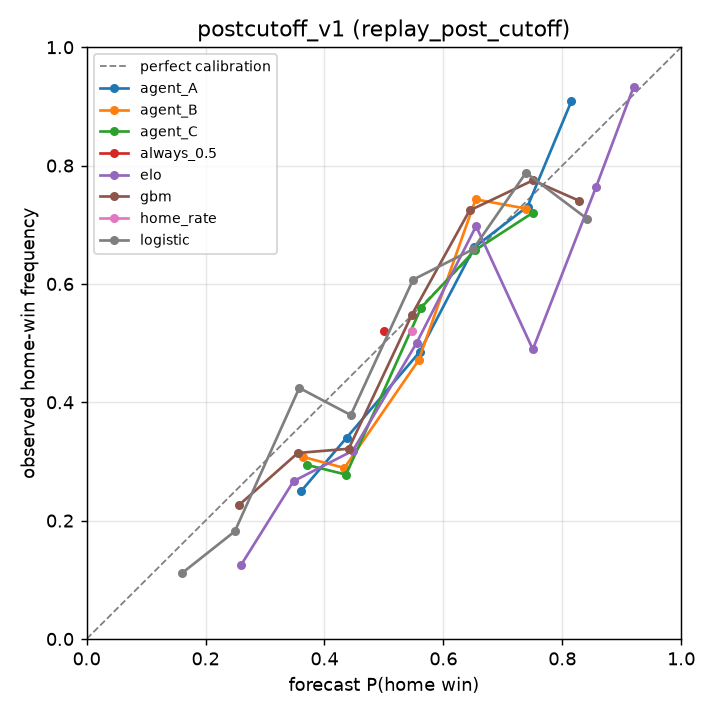 postcutoff_v1 (replay_post_cutoff)
perfect calibration
agent_A
agent_B
agent_C
always_0.5
elo
gbm
home_rate
logistic
observed home-win frequency
1.0
0.8
0.6
0.4
0.2
0.0
0.0 0.2 0.4 0.6 0.8 1.0
forecast P(home win)